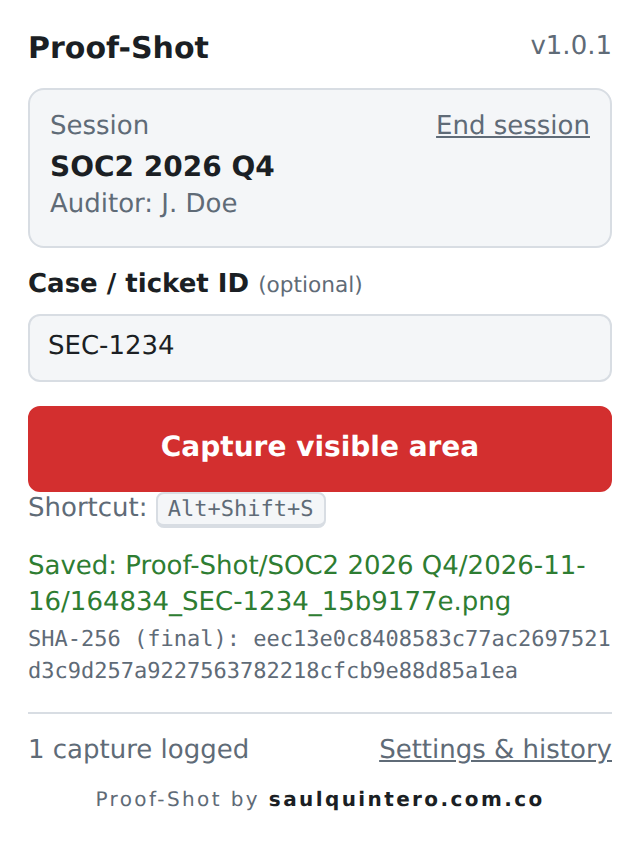 Proof-Shot v1.0.1
Session End session
SOC2 2026 Q4
Auditor: J. Doe
Case / ticket ID (optional)
SEC-1234
Capture visible area
Shortcut: Alt+Shift+S
Saved: Proof-Shot/SOC2 2026 Q4/2026-11-
16/164834_SEC-1234_15b9177e.png
SHA-256 (final): eec13e0c8408583c77ac2697521
d3c9d257a9227563782218cfcb9e88d85a1ea
1 capture logged Settings & history
Proof-Shot by saulquintero.com.co